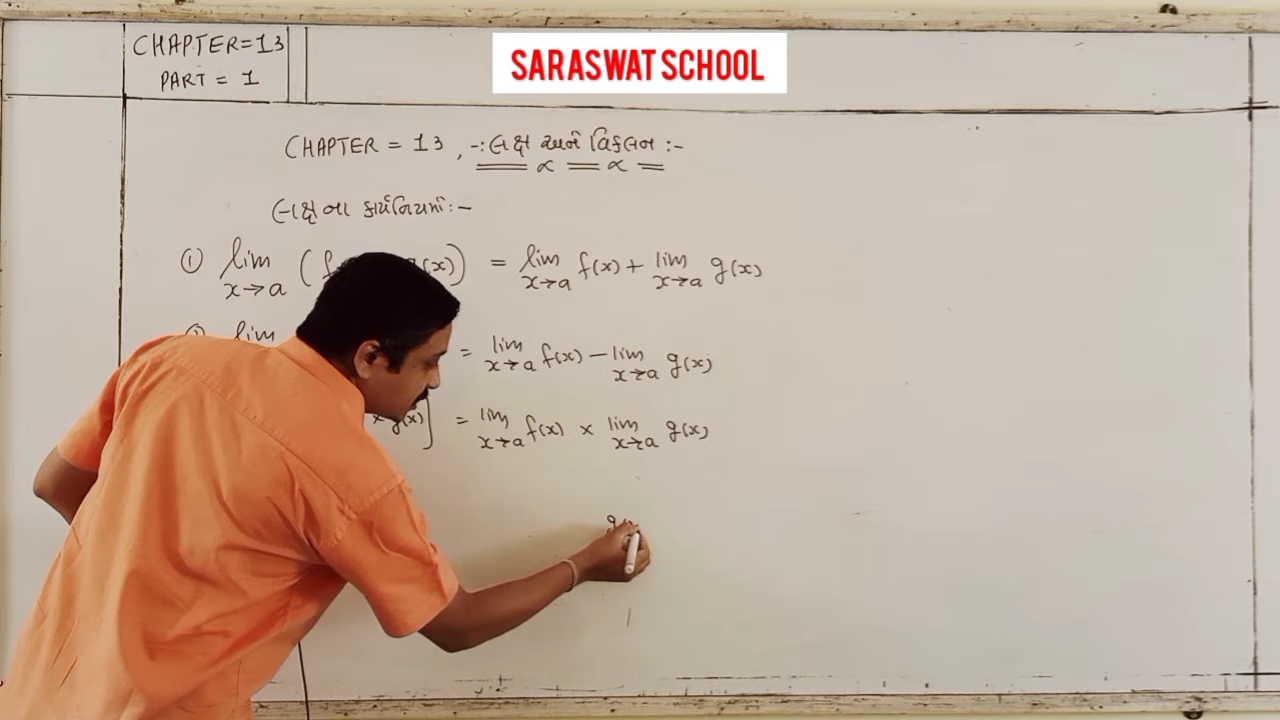 CHAPTER = 13
PART = 1
SARASWAT SCHOOL
CHAPTER = 13, -: લક્ષ અને વિકલન :-
લક્ષના કાર્યનિયમો :-
① lim x→a (f g(x)) = lim x→a f(x) + lim x→a g(x)
lim = lim x→a f(x) − lim x→a g(x)
× g(x)] = lim x→a f(x) × lim x→a g(x)
g